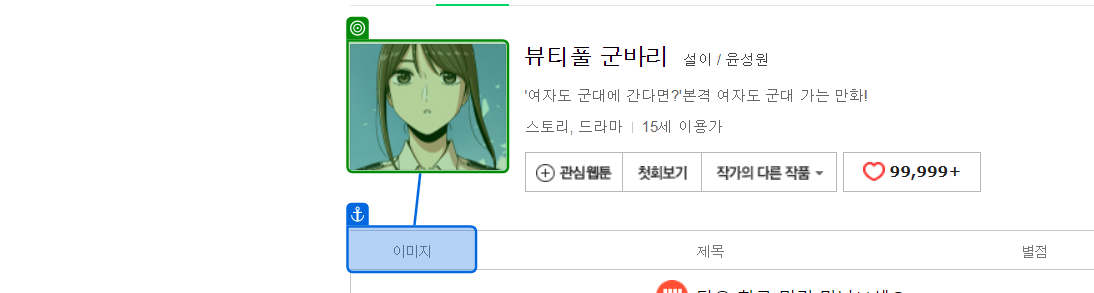 뷰티풀 군바리 설이 / 윤성원
'여자도 군대에 간다면?'본격 여자도 군대 가는 만화!
스토리, 드라마 | 15세 이용가
관심웹툰 첫회보기 작가의 다른 작품 99,999+
이미지 제목 별점